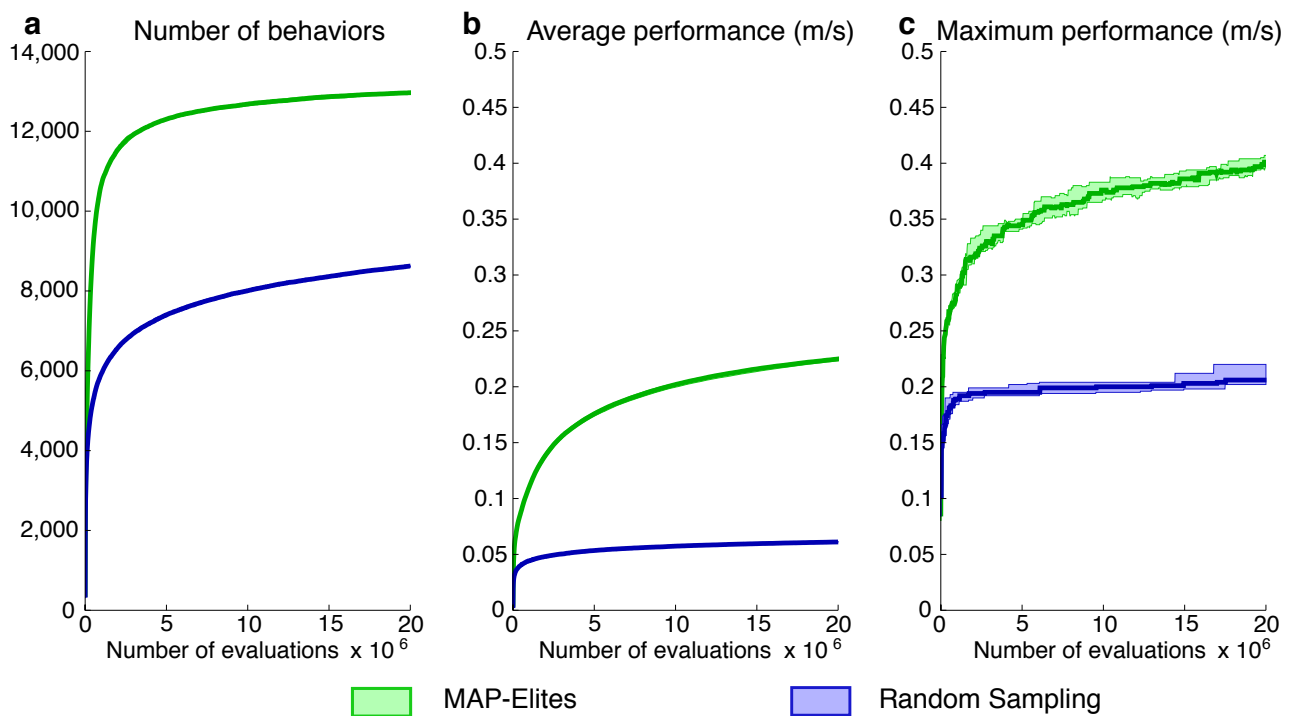 a Number of behaviors
14,000
12,000
10,000
8,000
6,000
4,000
2,000
0
0 5 10 15 20
Number of evaluations x 10 6
b Average performance (m/s)
0.5
0.45
0.4
0.35
0.3
0.25
0.2
0.15
0.1
0.05
0
0 5 10 15 20
Number of evaluations x 10 6
c Maximum performance (m/s)
0.5
0.45
0.4
0.35
0.3
0.25
0.2
0.15
0.1
0.05
0
0 5 10 15 20
Number of evaluations x 10 6
MAP-Elites
Random Sampling